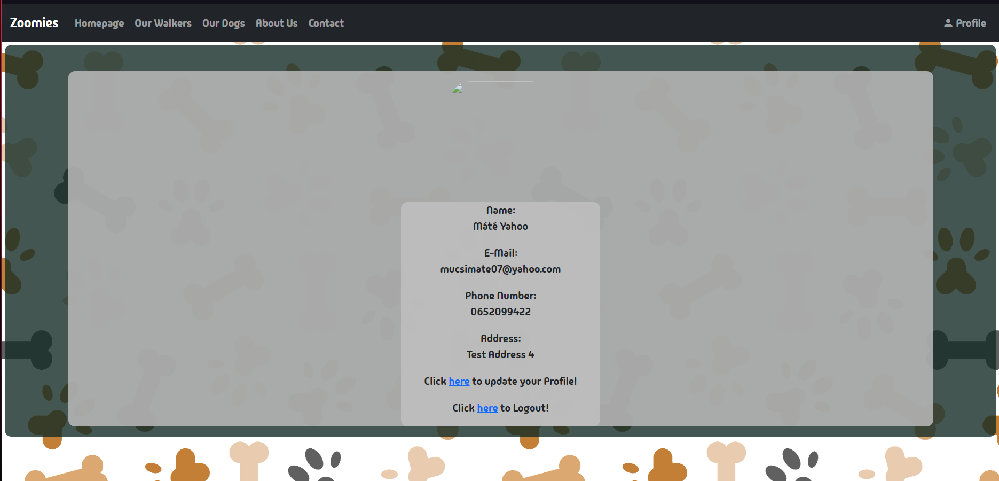 Zoomies Homepage Our Walkers Our Dogs About Us Contact Profile
Name:
Máté Yahoo
E-Mail:
mucsimate07@yahoo.com
Phone Number:
0652099422
Address:
Test Address 4
Click here to update your Profile!
Click here to Logout!